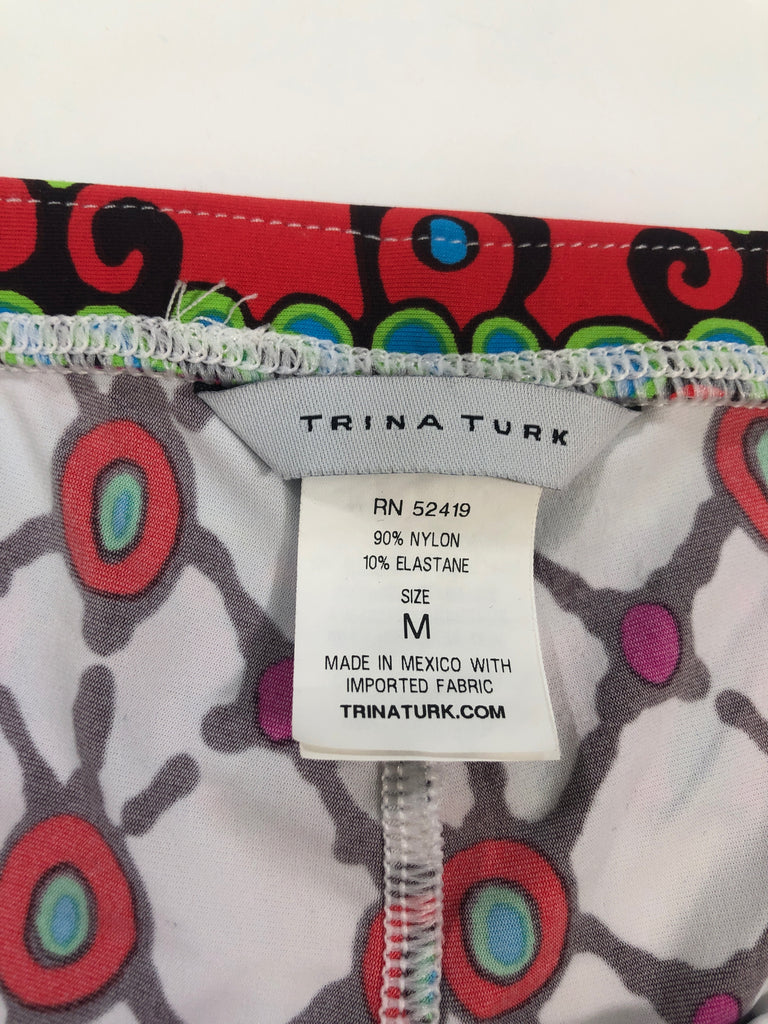 TRINA TURK
RN 52419
90% NYLON
10% ELASTANE
SIZE
M
MADE IN MEXICO WITH
IMPORTED FABRIC
TRINATURK.COM